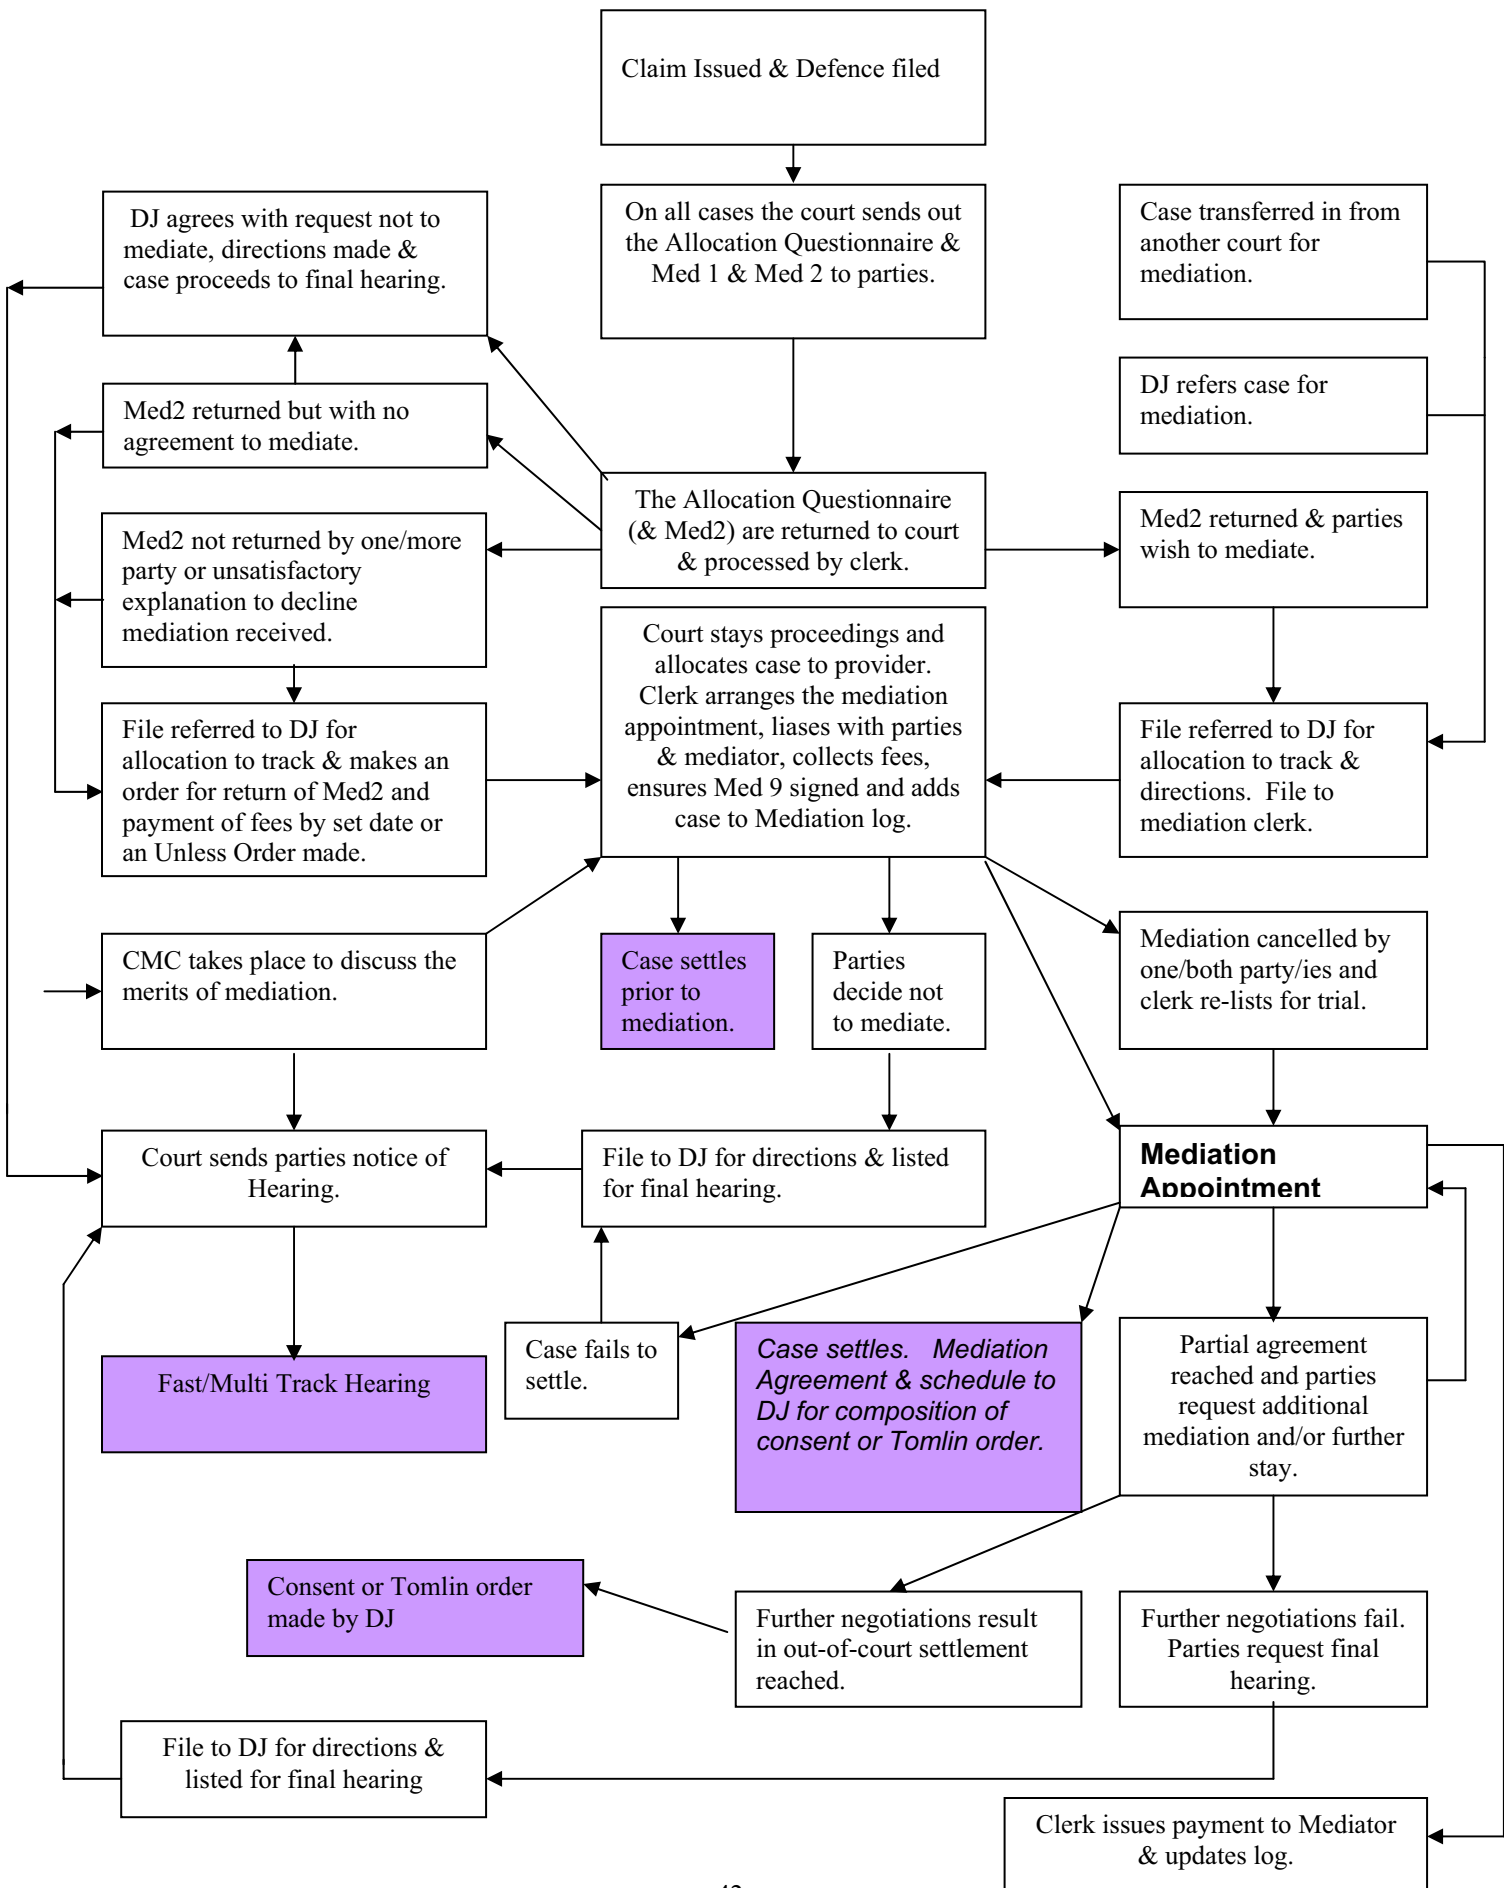 Claim Issued & Defence filed
DJ agrees with request not to
mediate, directions made &
case proceeds to final hearing.
On all cases the court sends out
the Allocation Questionnaire &
Med 1 & Med 2 to parties.
Case transferred in from
another court for
mediation.
DJ refers case for
mediation.
Med2 returned but with no
agreement to mediate.
The Allocation Questionnaire
(& Med2) are returned to court
& processed by clerk.
Med2 returned & parties
wish to mediate.
Med2 not returned by one/more
party or unsatisfactory
explanation to decline
mediation received.
Court stays proceedings and
allocates case to provider.
Clerk arranges the mediation
appointment, liases with parties
& mediator, collects fees,
ensures Med 9 signed and adds
case to Mediation log.
File referred to DJ for
allocation to track & makes an
order for return of Med2 and
payment of fees by set date or
an Unless Order made.
File referred to DJ for
allocation to track &
directions.  File to
mediation clerk.
CMC takes place to discuss the
merits of mediation.
Case settles
prior to
mediation.
Parties
decide not
to mediate.
Mediation cancelled by
one/both party/ies and
clerk re-lists for trial.
Court sends parties notice of
Hearing.
File to DJ for directions & listed
for final hearing.
Mediation
Appointment
Fast/Multi Track Hearing
Case fails to
settle.
Case settles.   Mediation
Agreement & schedule to
DJ for composition of
consent or Tomlin order.
Partial agreement
reached and parties
request additional
mediation and/or further
stay.
Consent or Tomlin order
made by DJ
Further negotiations result
in out-of-court settlement
reached.
Further negotiations fail.
Parties request final
hearing.
File to DJ for directions &
listed for final hearing
Clerk issues payment to Mediator
& updates log.